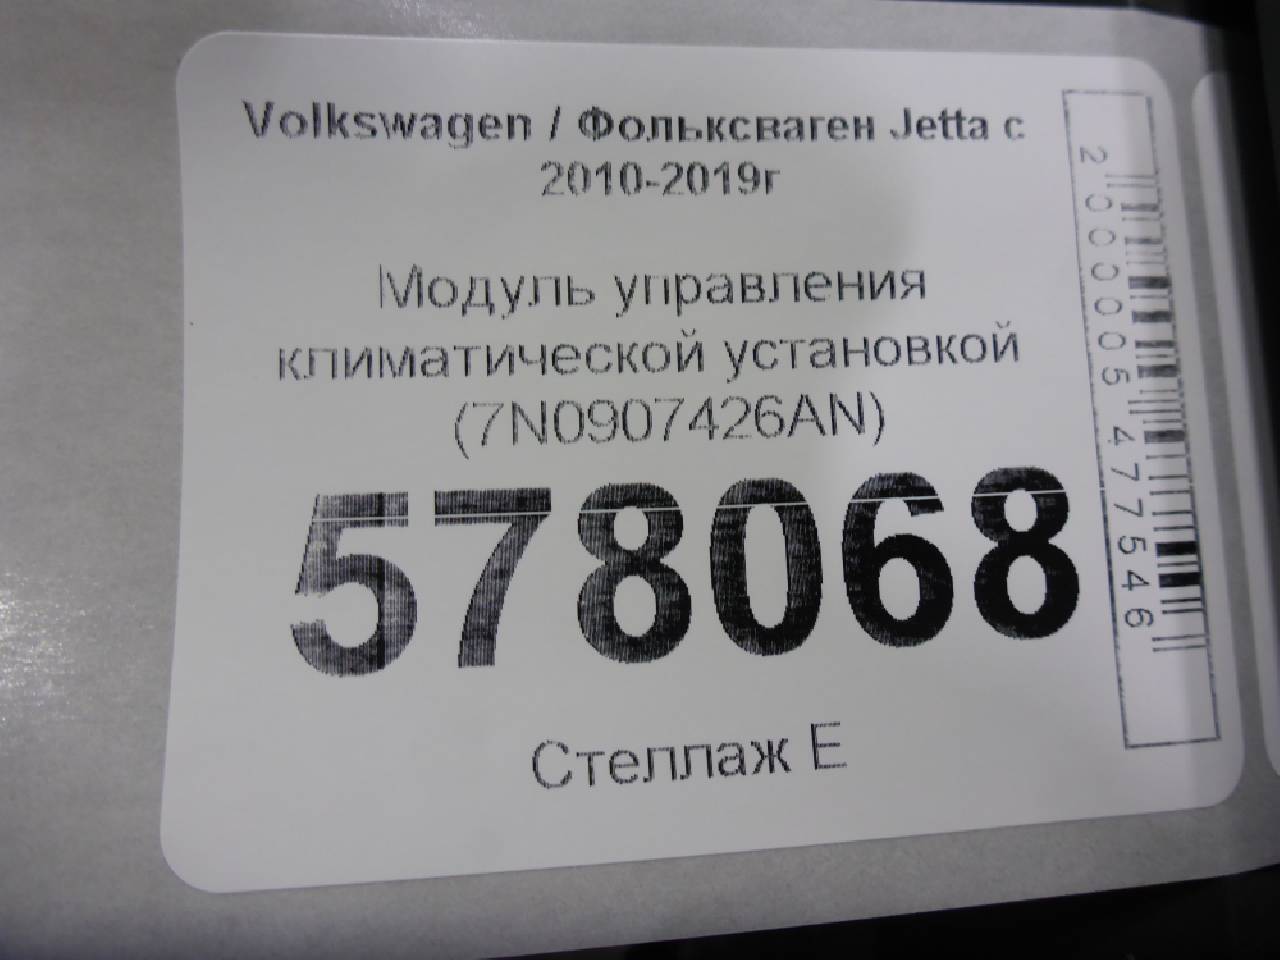 Volkswagen / Фольксваген Jetta с
2010-2019г
Модуль управления
климатической установкой
(7N0907426AN)
578068
Стеллаж Е
2000005477546